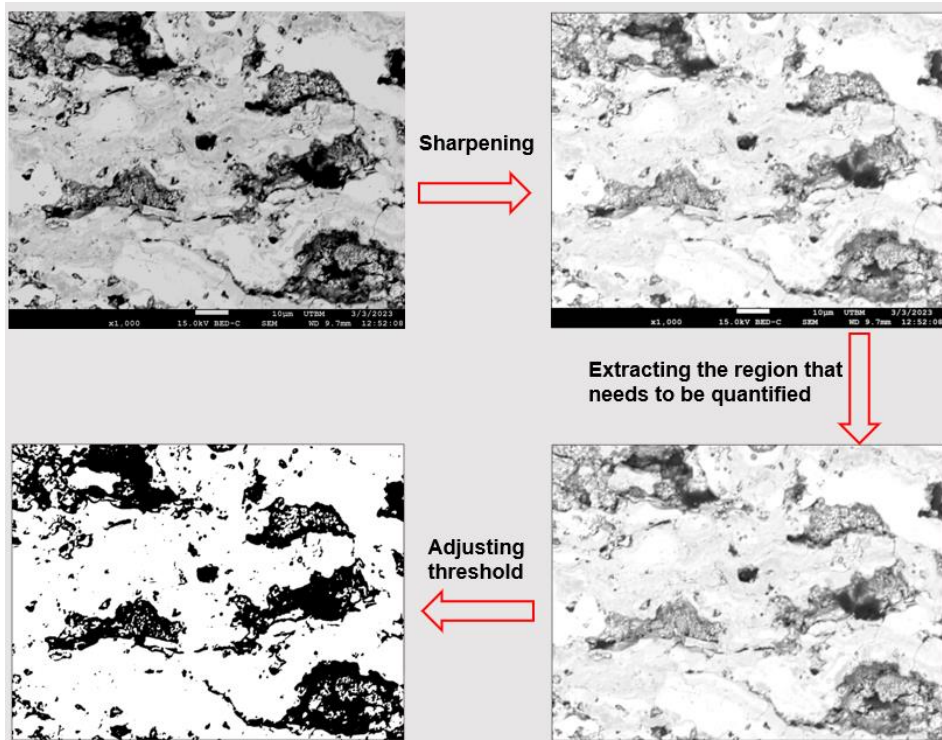 Sharpening
10µm UTBM 3/3/2023
x1,000 15.0kV BED-C SEM WD 9.7mm 12:52:08
10µm UTBM 3/3/2023
x1,000 15.0kV BED-C SEM WD 9.7mm 12:52:08
Extracting the region that
needs to be quantified
Adjusting
threshold